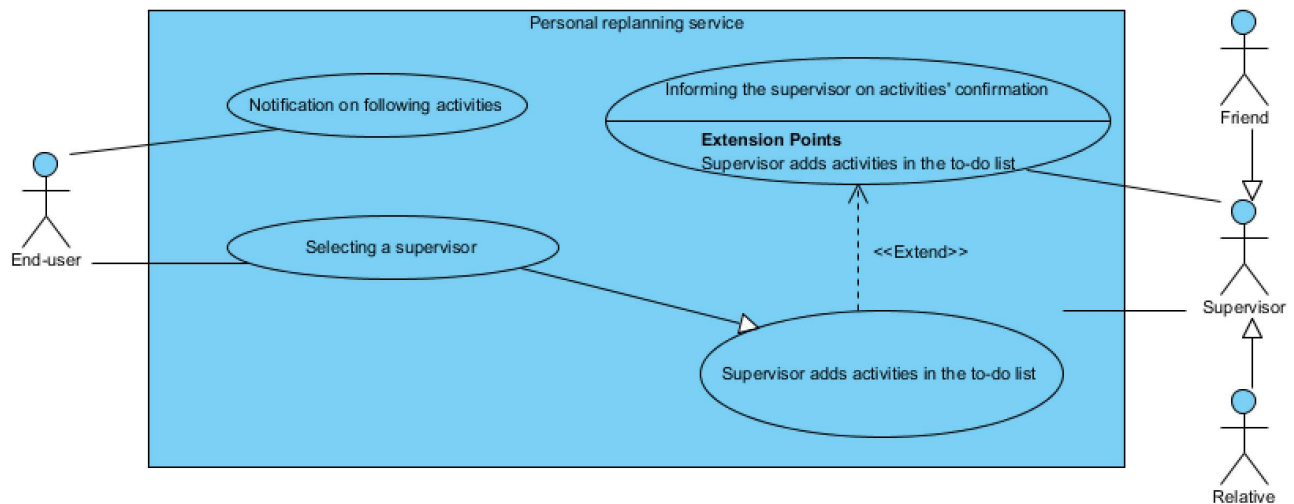 Personal replanning service
Notification on following activities
Informing the supervisor on activities' confirmation
Extension Points
Supervisor adds activities in the to-do list
Friend
End-user
Selecting a supervisor
<<Extend>>
Supervisor
Supervisor adds activities in the to-do list
Relative